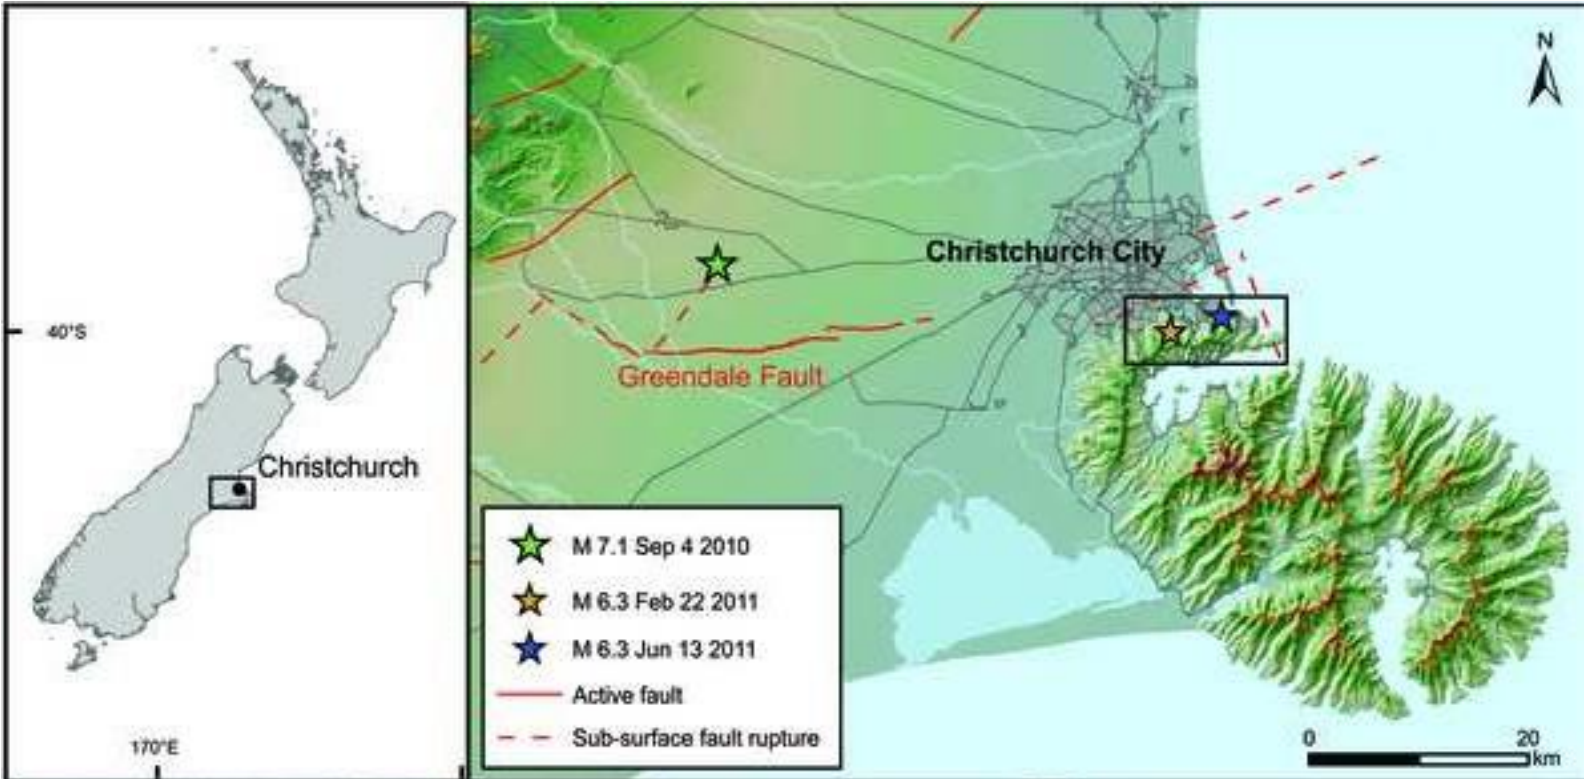 40°S
Christchurch
170°E
N
Christchurch City
Greendale Fault
M 7.1 Sep 4 2010
M 6.3 Feb 22 2011
M 6.3 Jun 13 2011
Active fault
Sub-surface fault rupture
0 20
km